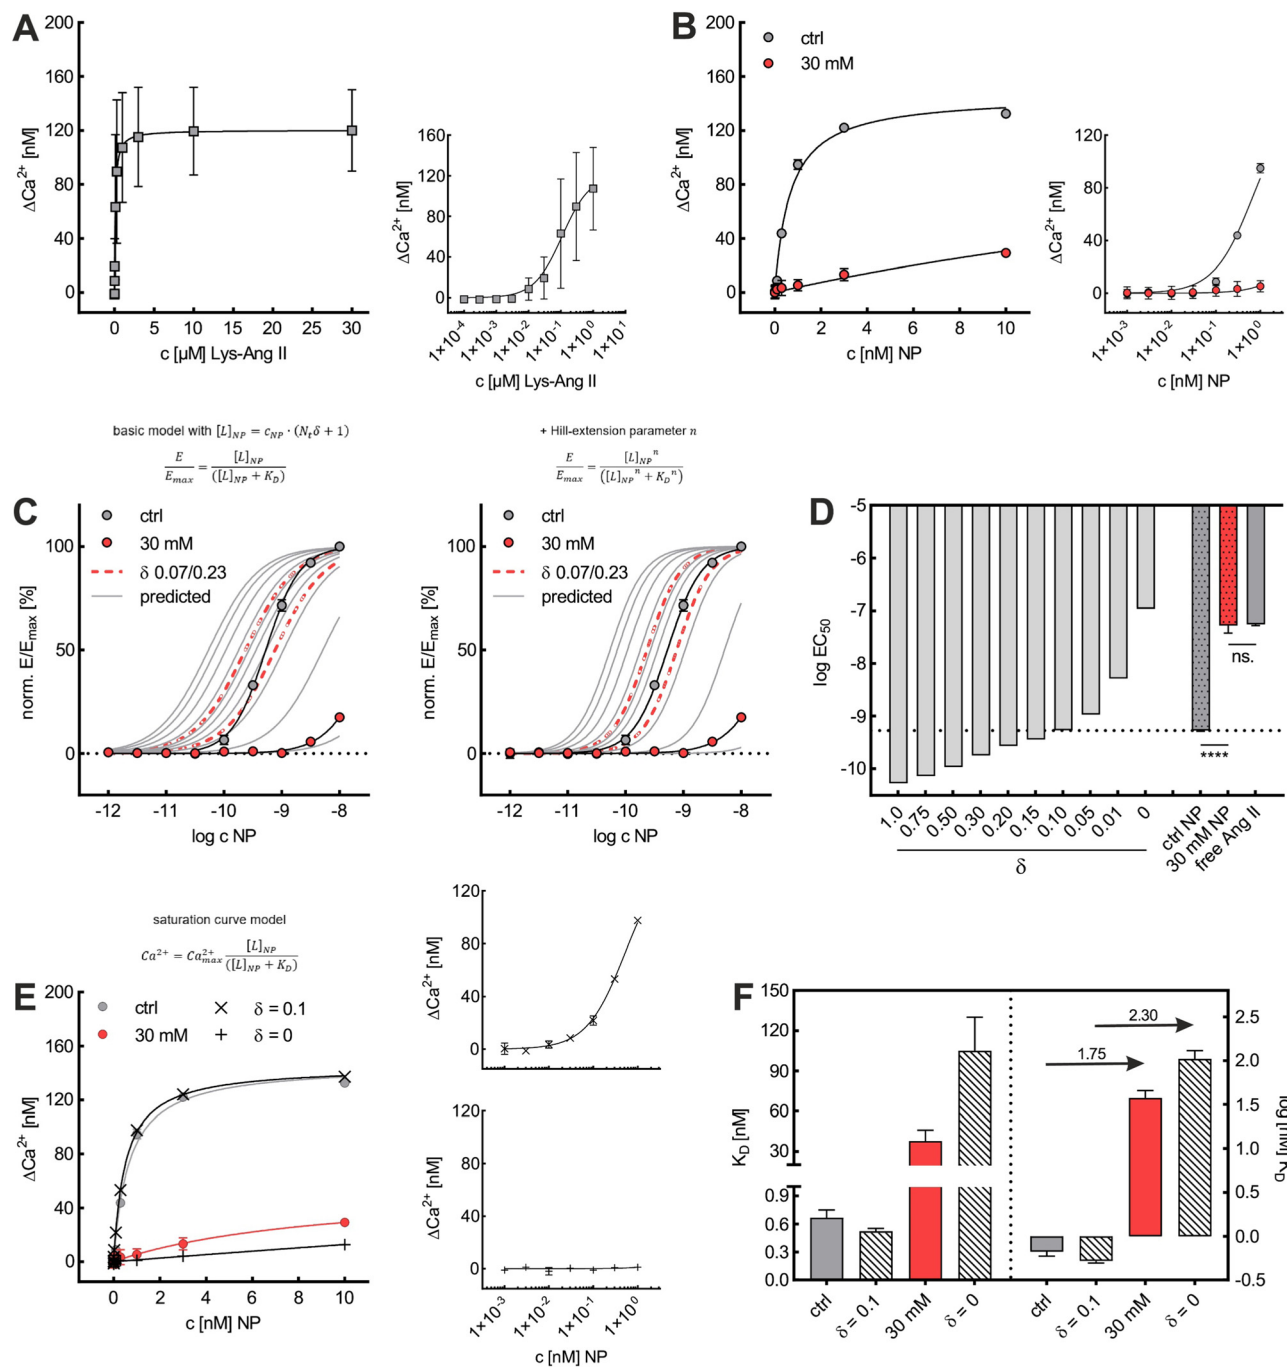 A
200
160
120
80
40
0
ΔCa²⁺ [nM]
0 5 10 15 20 25 30
c [µM] Lys-Ang II
160
120
80
40
0
ΔCa²⁺ [nM]
1×10⁻⁴
1×10⁻³
1×10⁻²
1×10⁻¹
1×10⁰
1×10¹
c [µM] Lys-Ang II
B
ctrl
30 mM
200
160
120
80
40
0
ΔCa²⁺ [nM]
0 2 4 6 8 10
c [nM] NP
120
80
40
0
ΔCa²⁺ [nM]
1×10⁻³
1×10⁻²
1×10⁻¹
1×10⁰
c [nM] NP
basic model with [L]NP = cNP · (Ntδ + 1)
E/Emax = [L]NP/([L]NP + KD)
+ Hill-extension parameter n
E/Emax = [L]NPⁿ/([L]NPⁿ + KDⁿ)
C
ctrl
30 mM
δ 0.07/0.23
predicted
100
50
0
norm. E/Emax [%]
-12 -11 -10 -9 -8
log c NP
ctrl
30 mM
δ 0.07/0.23
predicted
100
50
0
norm. E/Emax [%]
-12 -11 -10 -9 -8
log c NP
D
-5
-6
-7
-8
-9
-10
log EC50
ns.
****
1.0
0.75
0.50
0.30
0.20
0.15
0.10
0.05
0.01
0
ctrl NP
30 mM NP
free Ang II
δ
saturation curve model
Ca²⁺ = Ca²⁺max [L]NP/([L]NP + KD)
E
ctrl
30 mM
δ = 0.1
δ = 0
200
160
120
80
40
0
ΔCa²⁺ [nM]
0 2 4 6 8 10
c [nM] NP
120
80
40
0
ΔCa²⁺ [nM]
120
80
40
0
ΔCa²⁺ [nM]
1×10⁻³
1×10⁻²
1×10⁻¹
1×10⁰
c [nM] NP
F
150
120
90
60
30
0.9
0.6
0.3
0.0
KD [nM]
2.30
1.75
2.5
2.0
1.5
1.0
0.5
0.0
-0.5
log [nM] KD
ctrl
δ = 0.1
30 mM
δ = 0
ctrl
δ = 0.1
30 mM
δ = 0